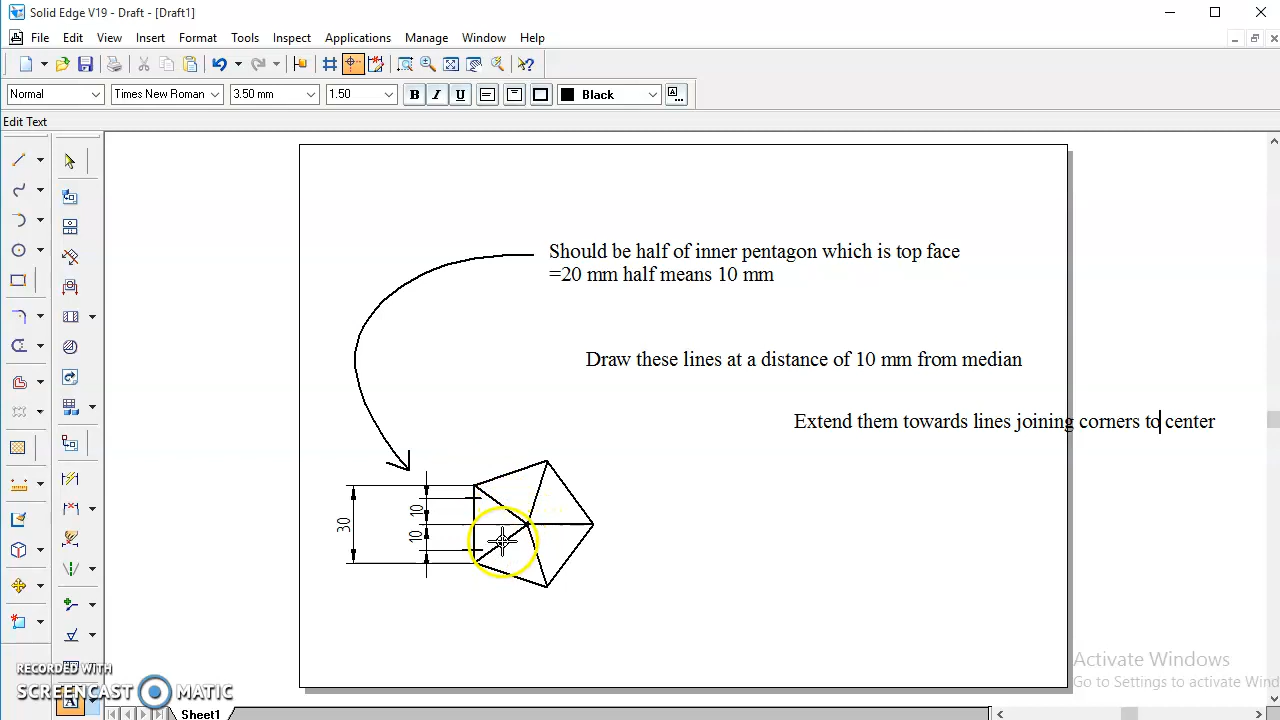 Solid Edge V19 - Draft - [Draft1]
File Edit View Insert Format Tools Inspect Applications Manage Window Help
Normal Times New Roman 3.50 mm 1.50 B I U Black
Edit Text
Should be half of inner pentagon which is top face
=20 mm half means 10 mm
Draw these lines at a distance of 10 mm from median
Extend them towards lines joining corners to center
30
10
10
Activate Windows
Go to Settings to activate Wind
RECORDED WITH
SCREENCAST MATIC
Sheet1